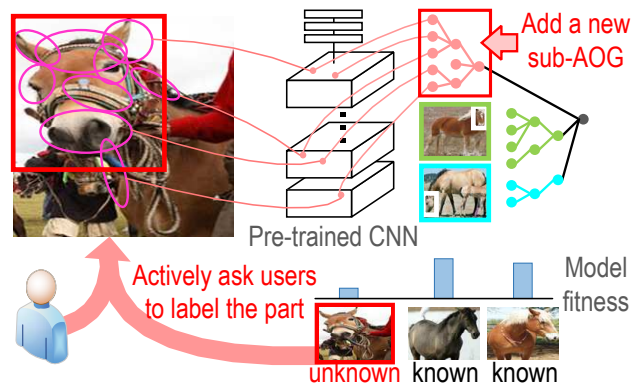 Add a new
sub-AOG
Pre-trained CNN
Actively ask users
to label the part
Model
fitness
unknown known known